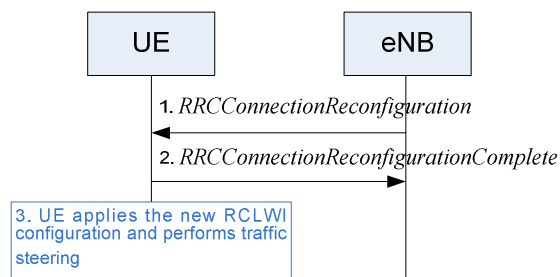 UE
eNB
1. RRCConnectionReconfiguration
2. RRCConnectionReconfigurationComplete
3. UE applies the new RCLWI
configuration and performs traffic
steering